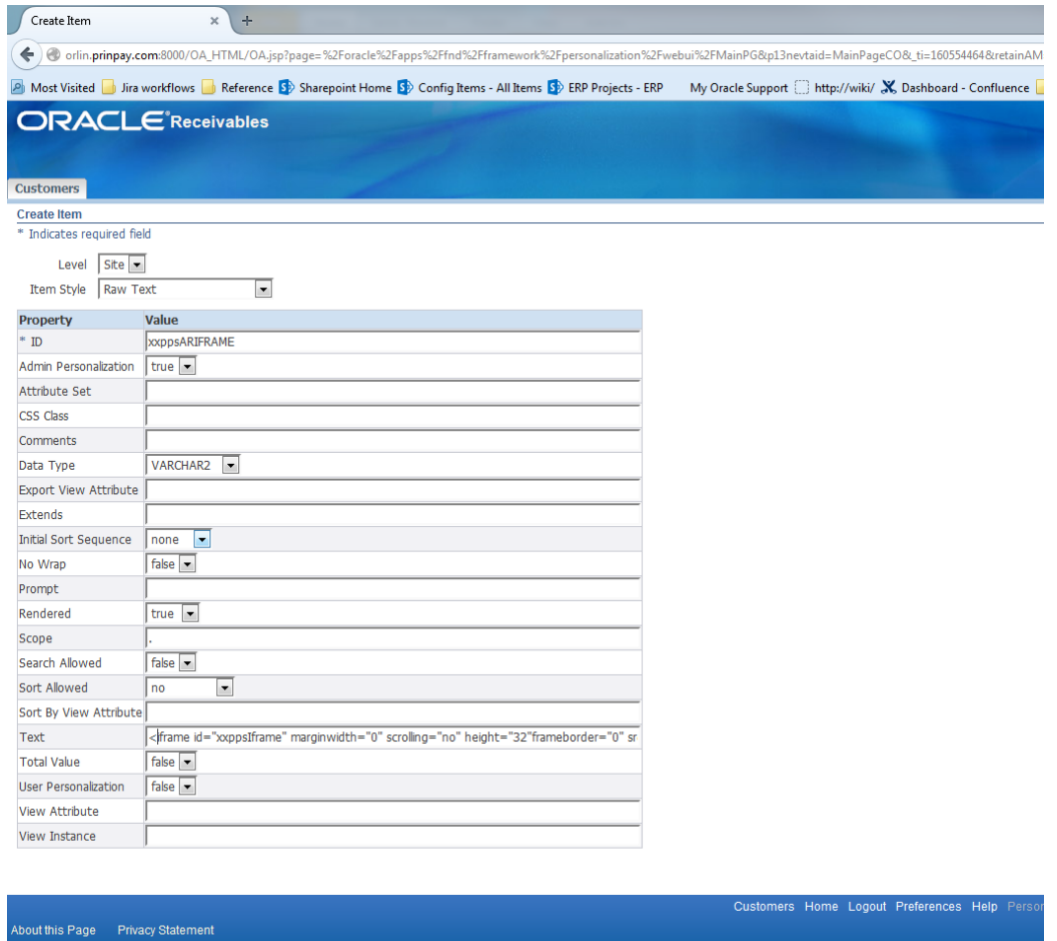 Create Item × +
orlin.prinpay.com:8000/OA_HTML/OA.jsp?page=%2Foracle%2Fapps%2Ffnd%2Fframework%2Fpersonalization%2Fwebui%2FMainPG&p13nevtaid=MainPageCO&_ti=160554464&retainAM
Most Visited Jira workflows Reference Sharepoint Home Config Items - All Items ERP Projects - ERP My Oracle Support http://wiki/ Dashboard - Confluence
ORACLE® Receivables
Customers
Create Item
* Indicates required field
Level Site
Item Style Raw Text
Property Value
* ID xxppsARIFRAME
Admin Personalization true
Attribute Set
CSS Class
Comments
Data Type VARCHAR2
Export View Attribute
Extends
Initial Sort Sequence none
No Wrap false
Prompt
Rendered true
Scope .
Search Allowed false
Sort Allowed no
Sort By View Attribute
Text <iframe id="xxppsIframe" marginwidth="0" scrolling="no" height="32"frameborder="0" sr
Total Value false
User Personalization false
View Attribute
View Instance
Customers Home Logout Preferences Help Person
About this Page Privacy Statement